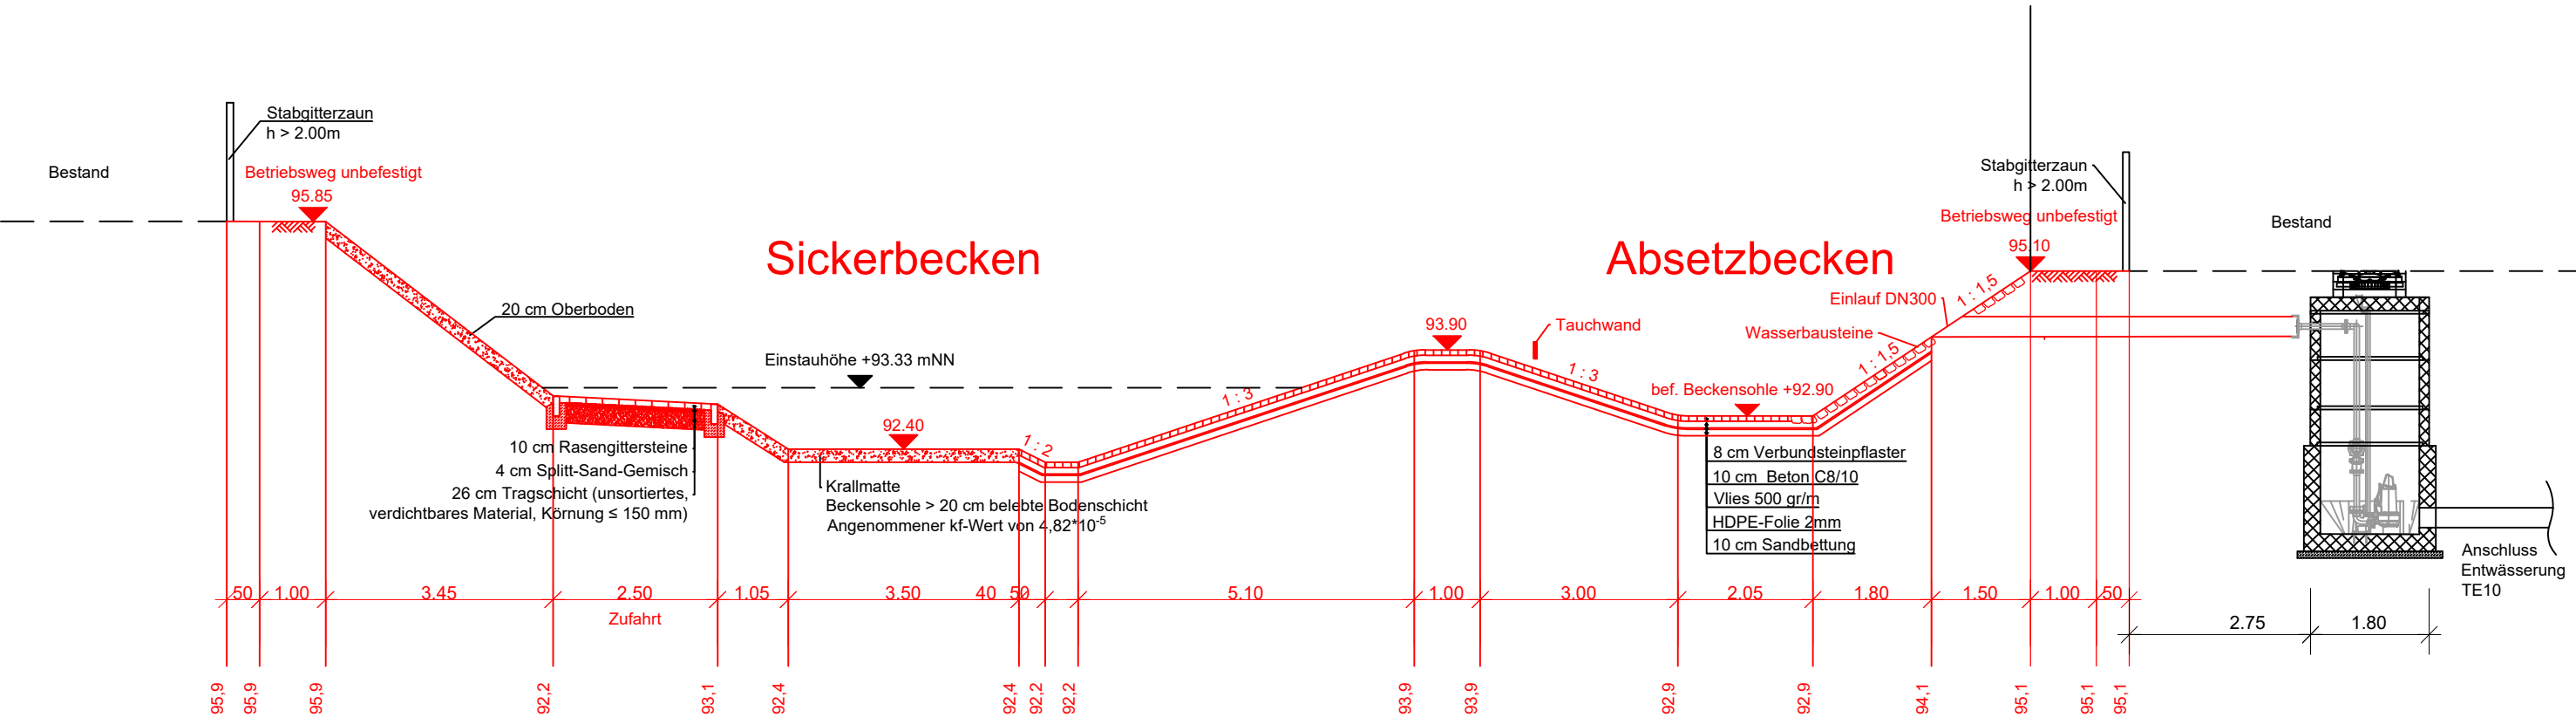 Stabgitterzaun
h > 2.00m
Bestand
Betriebsweg unbefestigt
95.85
Sickerbecken
Absetzbecken
Stabgitterzaun
h > 2.00m
Betriebsweg unbefestigt
Bestand
95.10
1 : 1,5
Einlauf DN300
20 cm Oberboden
93.90
Tauchwand
Wasserbausteine
Einstauhöhe +93.33 mNN
1 : 1,5
1 : 3
1 : 3
bef. Beckensohle +92.90
92.40
1 : 2
10 cm Rasengittersteine
4 cm Splitt-Sand-Gemisch
26 cm Tragschicht (unsortiertes,
verdichtbares Material, Körnung ≤ 150 mm)
Krallmatte
Beckensohle > 20 cm belebte Bodenschicht
Angenommener kf-Wert von 4,82*10-5
8 cm Verbundsteinpflaster
10 cm Beton C8/10
Vlies 500 gr/m
HDPE-Folie 2mm
10 cm Sandbettung
Anschluss
Entwässerung
TE10
50 1.00 3.45 2.50 1.05 3.50 40 50 5.10 1.00 3.00 2.05 1.80 1.50 1.00 50
Zufahrt
2.75 1.80
95,9 95,9 95,9 92,2 93,1 92,4 92,4 92,2 92,2 93,9 93,9 92,9 92,9 94,1 95,1 95,1 95,1